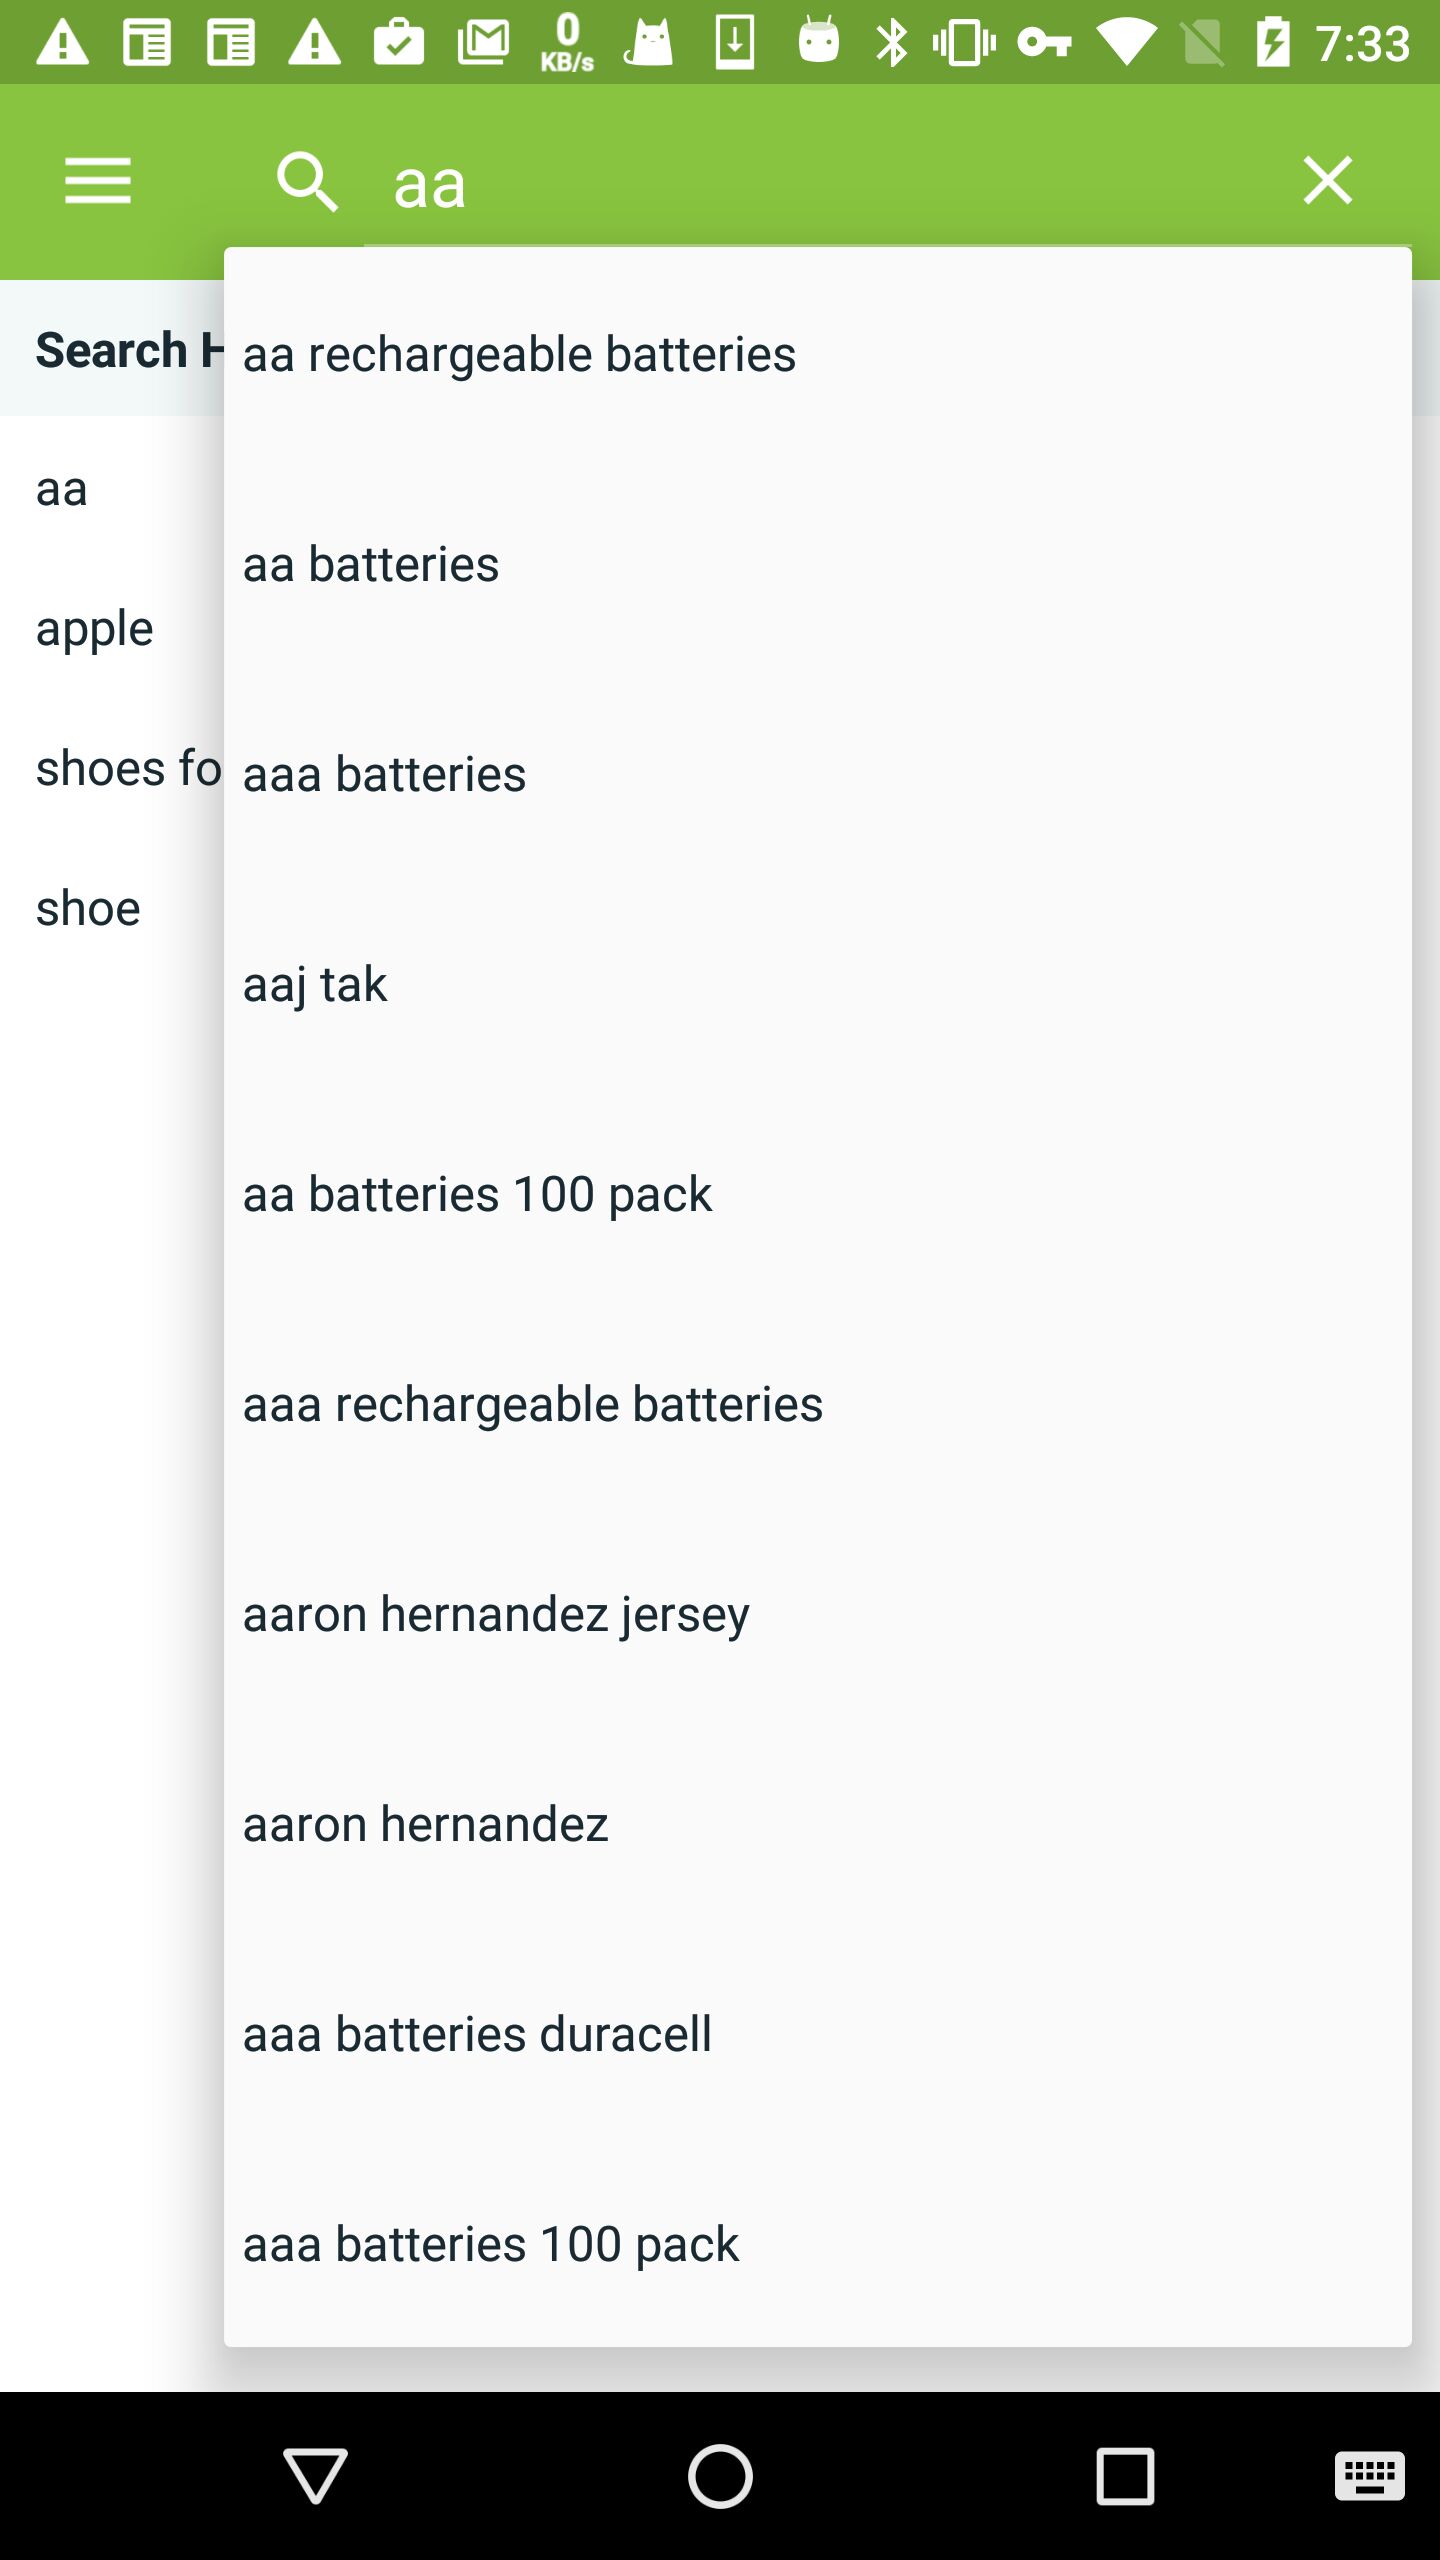 0
KB/s
7:33
aa
Search H
aa rechargeable batteries
aa
aa batteries
apple
shoes fo
aaa batteries
shoe
aaj tak
aa batteries 100 pack
aaa rechargeable batteries
aaron hernandez jersey
aaron hernandez
aaa batteries duracell
aaa batteries 100 pack